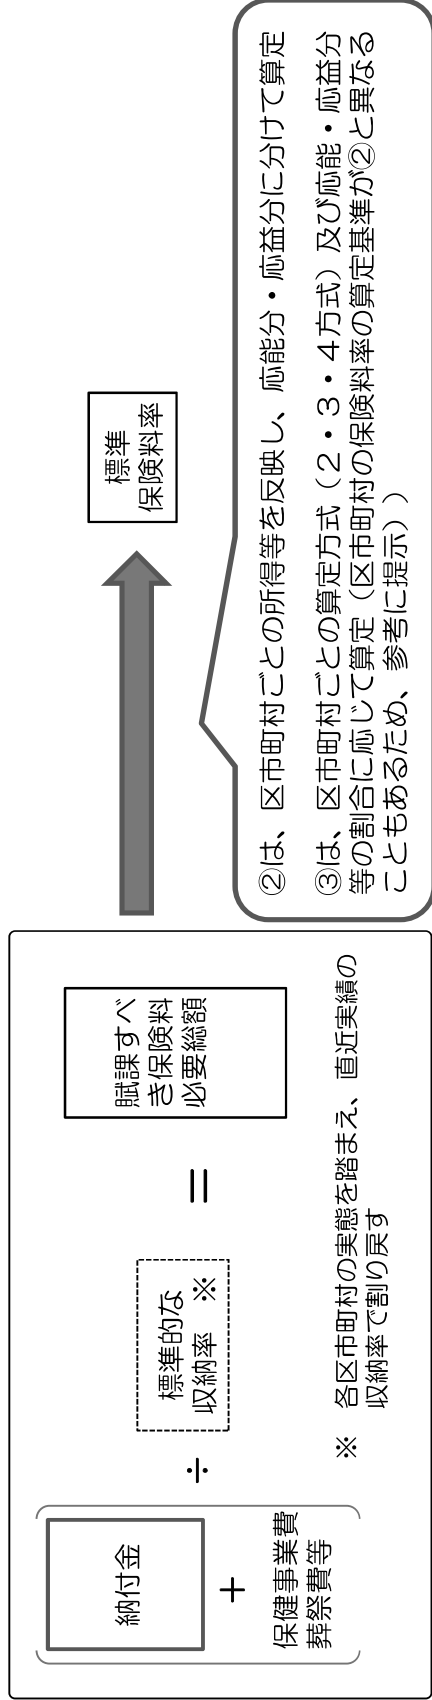 納付金
＋
保健事業費
葬祭費等
÷
標準的な
収納率 ※
＝
賦課すべ
き保険料
必要総額
※ 各区市町村の実態を踏まえ、直近実績の
収納率で割り戻す
標準
保険料率
②は、区市町村ごとの所得等を反映し、応能分・応益分に分けて算定
③は、区市町村ごとの算定方式（２・３・４方式）及び応能・応益分
等の割合に応じて算定（区市町村の保険料率の算定基準が②と異なる
こともあるため、参考に提示））